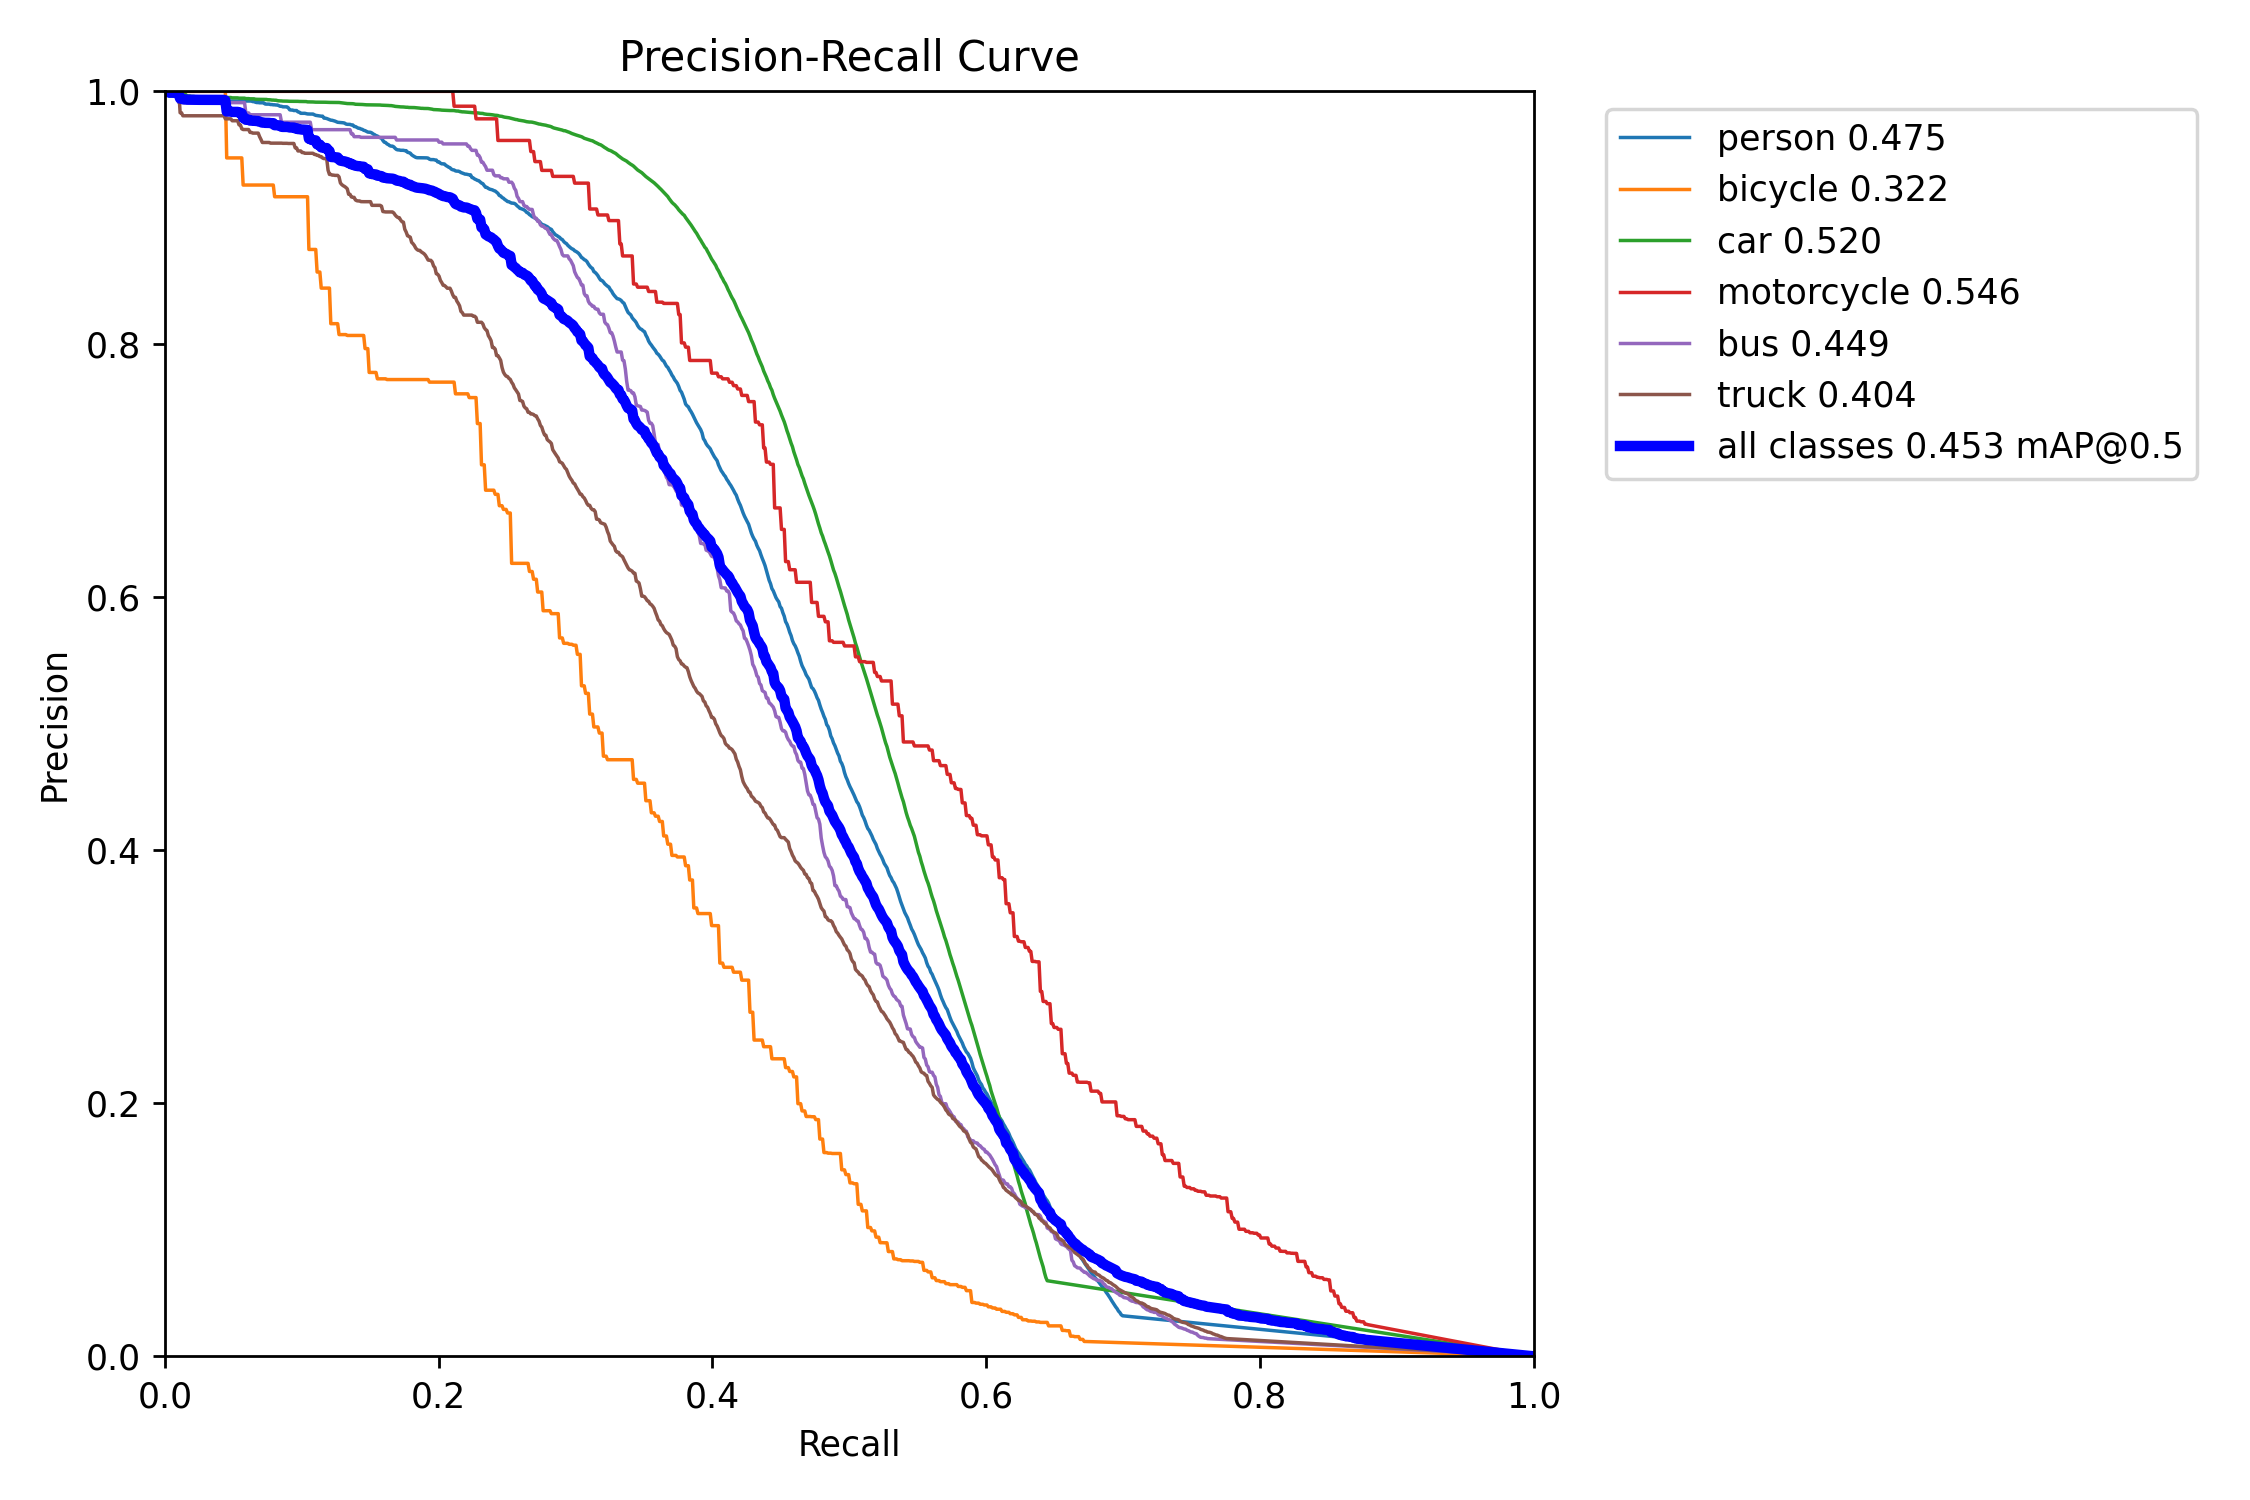 Precision-Recall Curve
1.0
0.8
0.6
0.4
0.2
0.0
Precision
0.0 0.2 0.4 0.6 0.8 1.0
Recall
person 0.475
bicycle 0.322
car 0.520
motorcycle 0.546
bus 0.449
truck 0.404
all classes 0.453 mAP@0.5